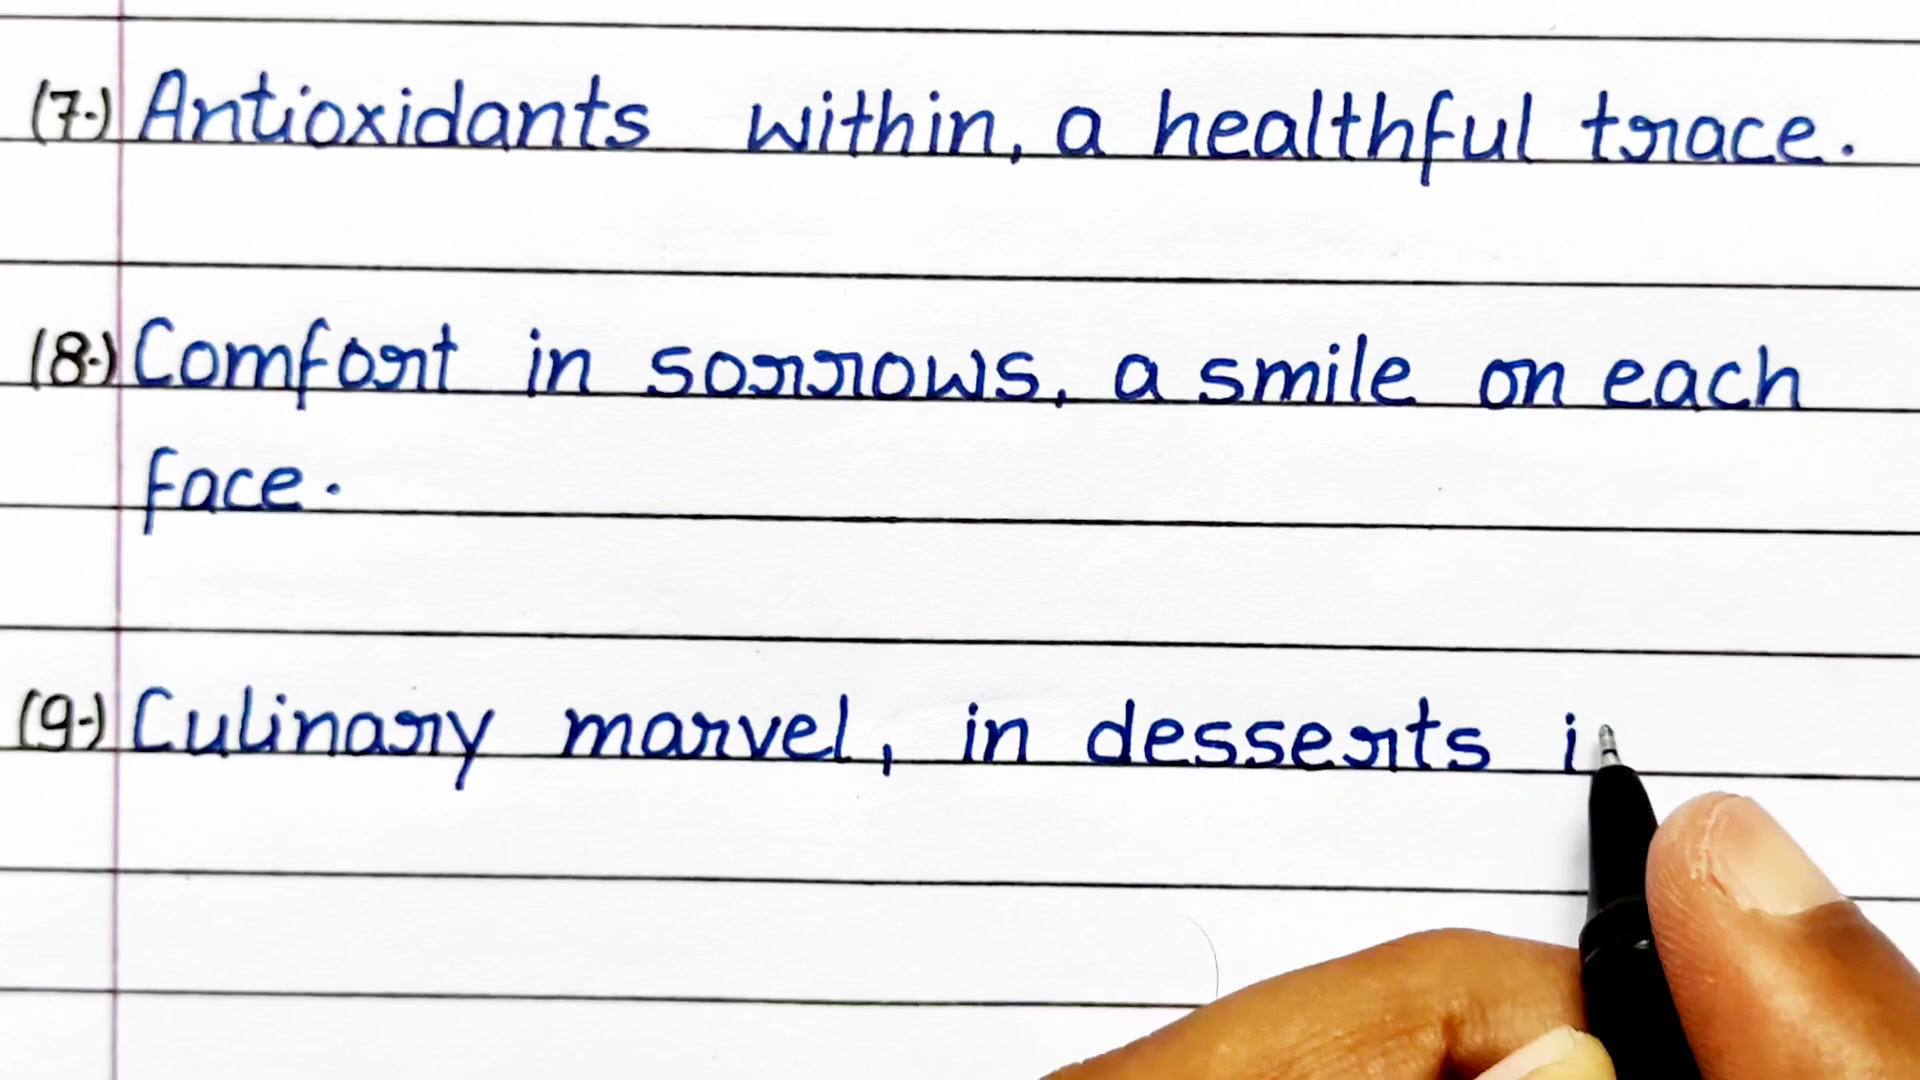 (7.) Antioxidants within, a healthful trace.
(8.) Comfort in sorrows, a smile on each
face.
(9.) Culinary marvel, in desserts i